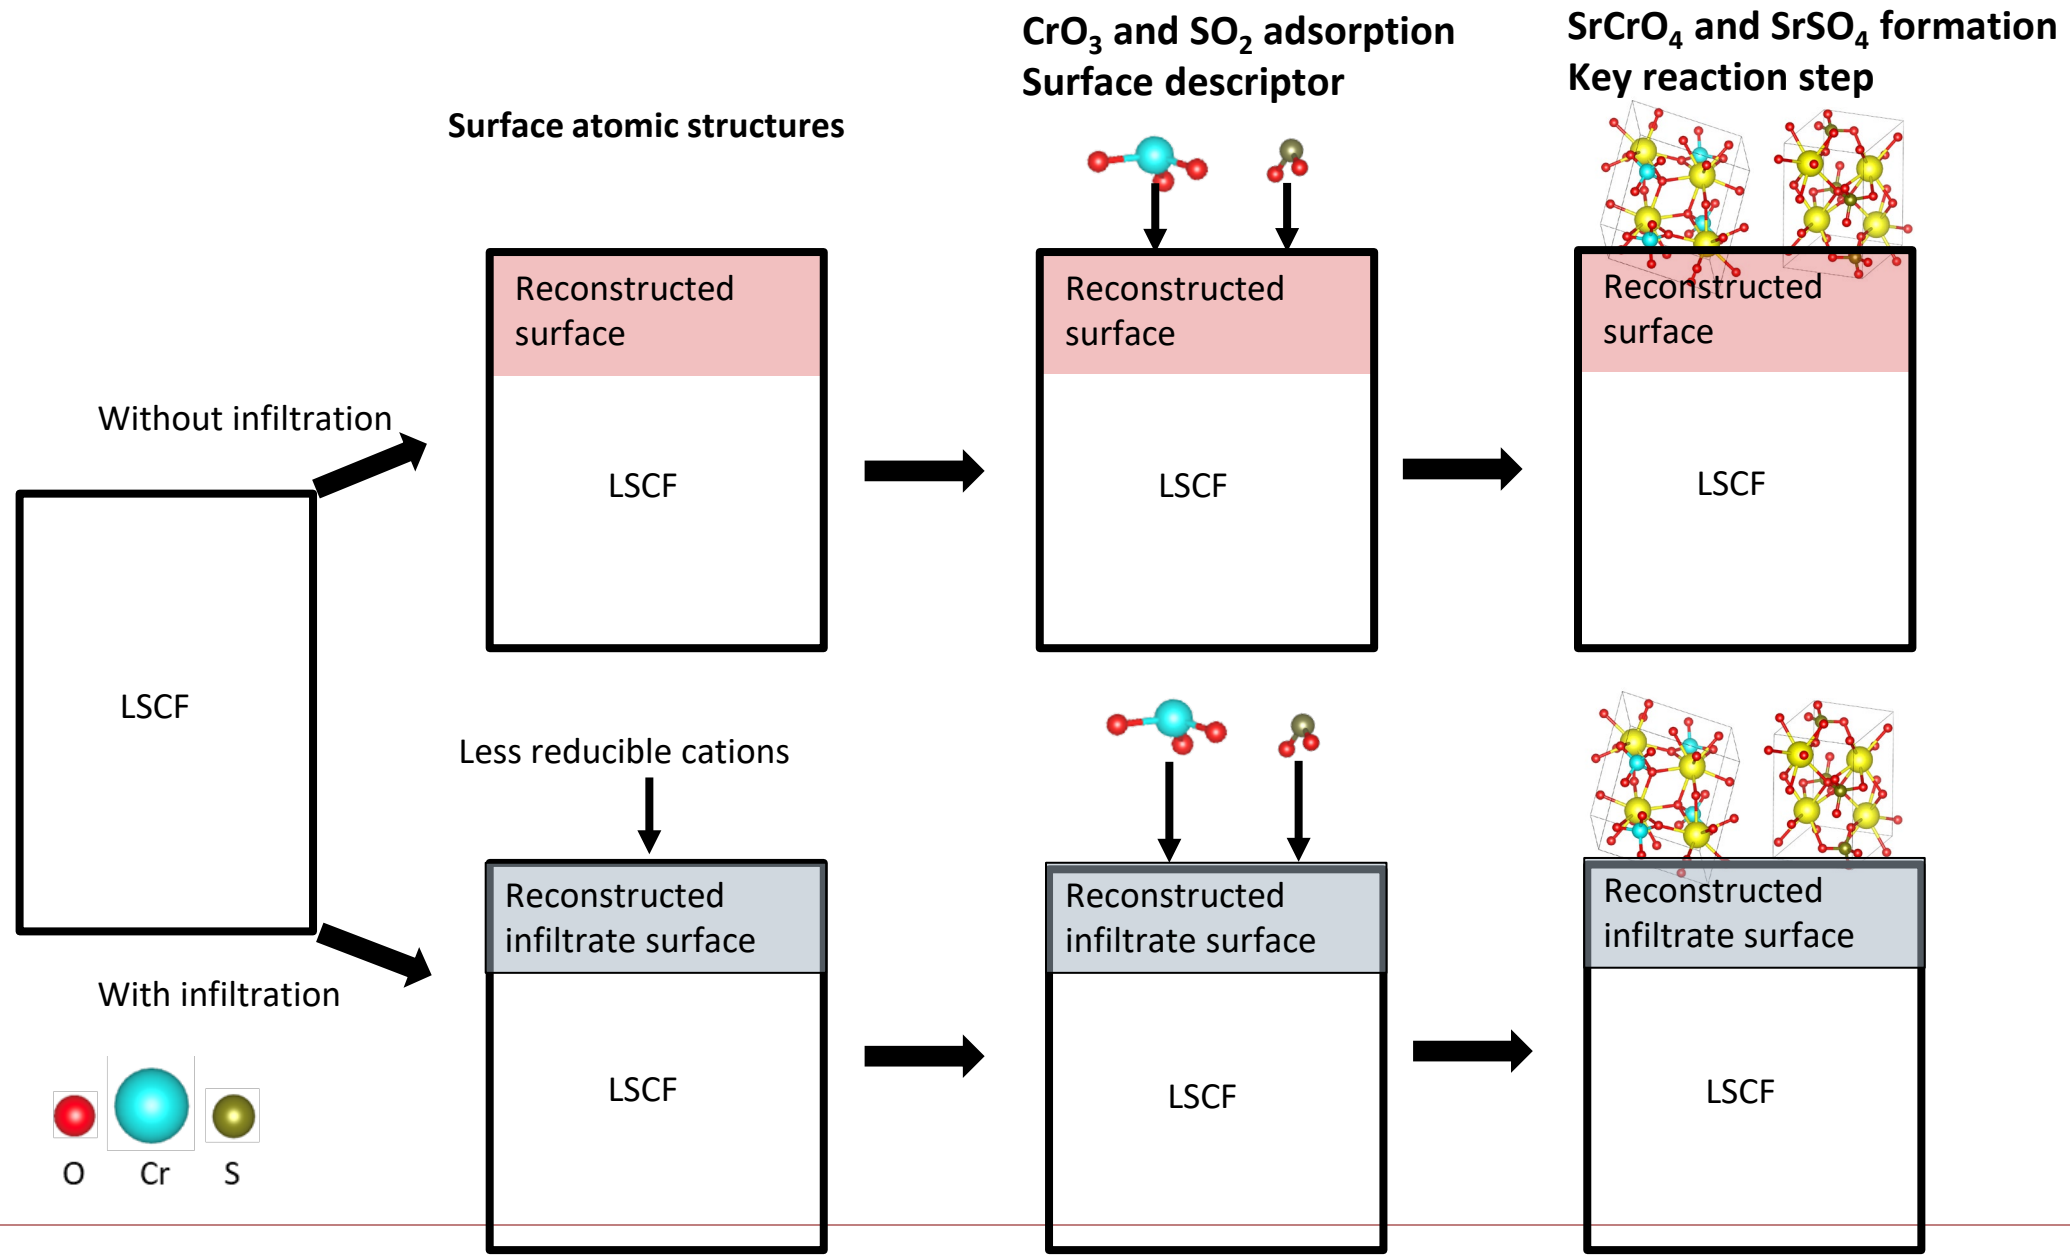 CrO₃ and SO₂ adsorption
Surface descriptor
SrCrO₄ and SrSO₄ formation
Key reaction step
Surface atomic structures
Reconstructed
surface
LSCF
Reconstructed
surface
LSCF
Reconstructed
surface
LSCF
Without infiltration
LSCF
With infiltration
Less reducible cations
Reconstructed
infiltrate surface
LSCF
Reconstructed
infiltrate surface
LSCF
Reconstructed
infiltrate surface
LSCF
O
Cr
S